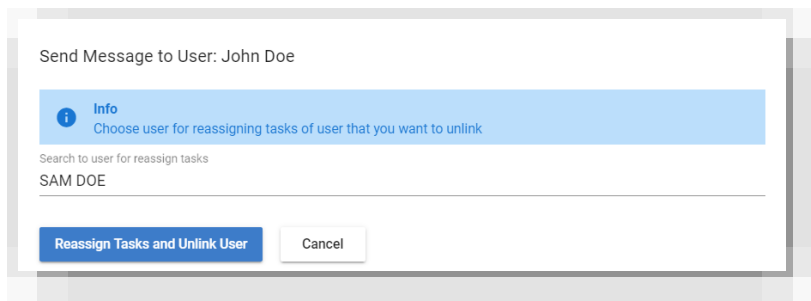 Send Message to User: John Doe
Info
Choose user for reassigning tasks of user that you want to unlink
Search to user for reassign tasks
SAM DOE
Reassign Tasks and Unlink User Cancel